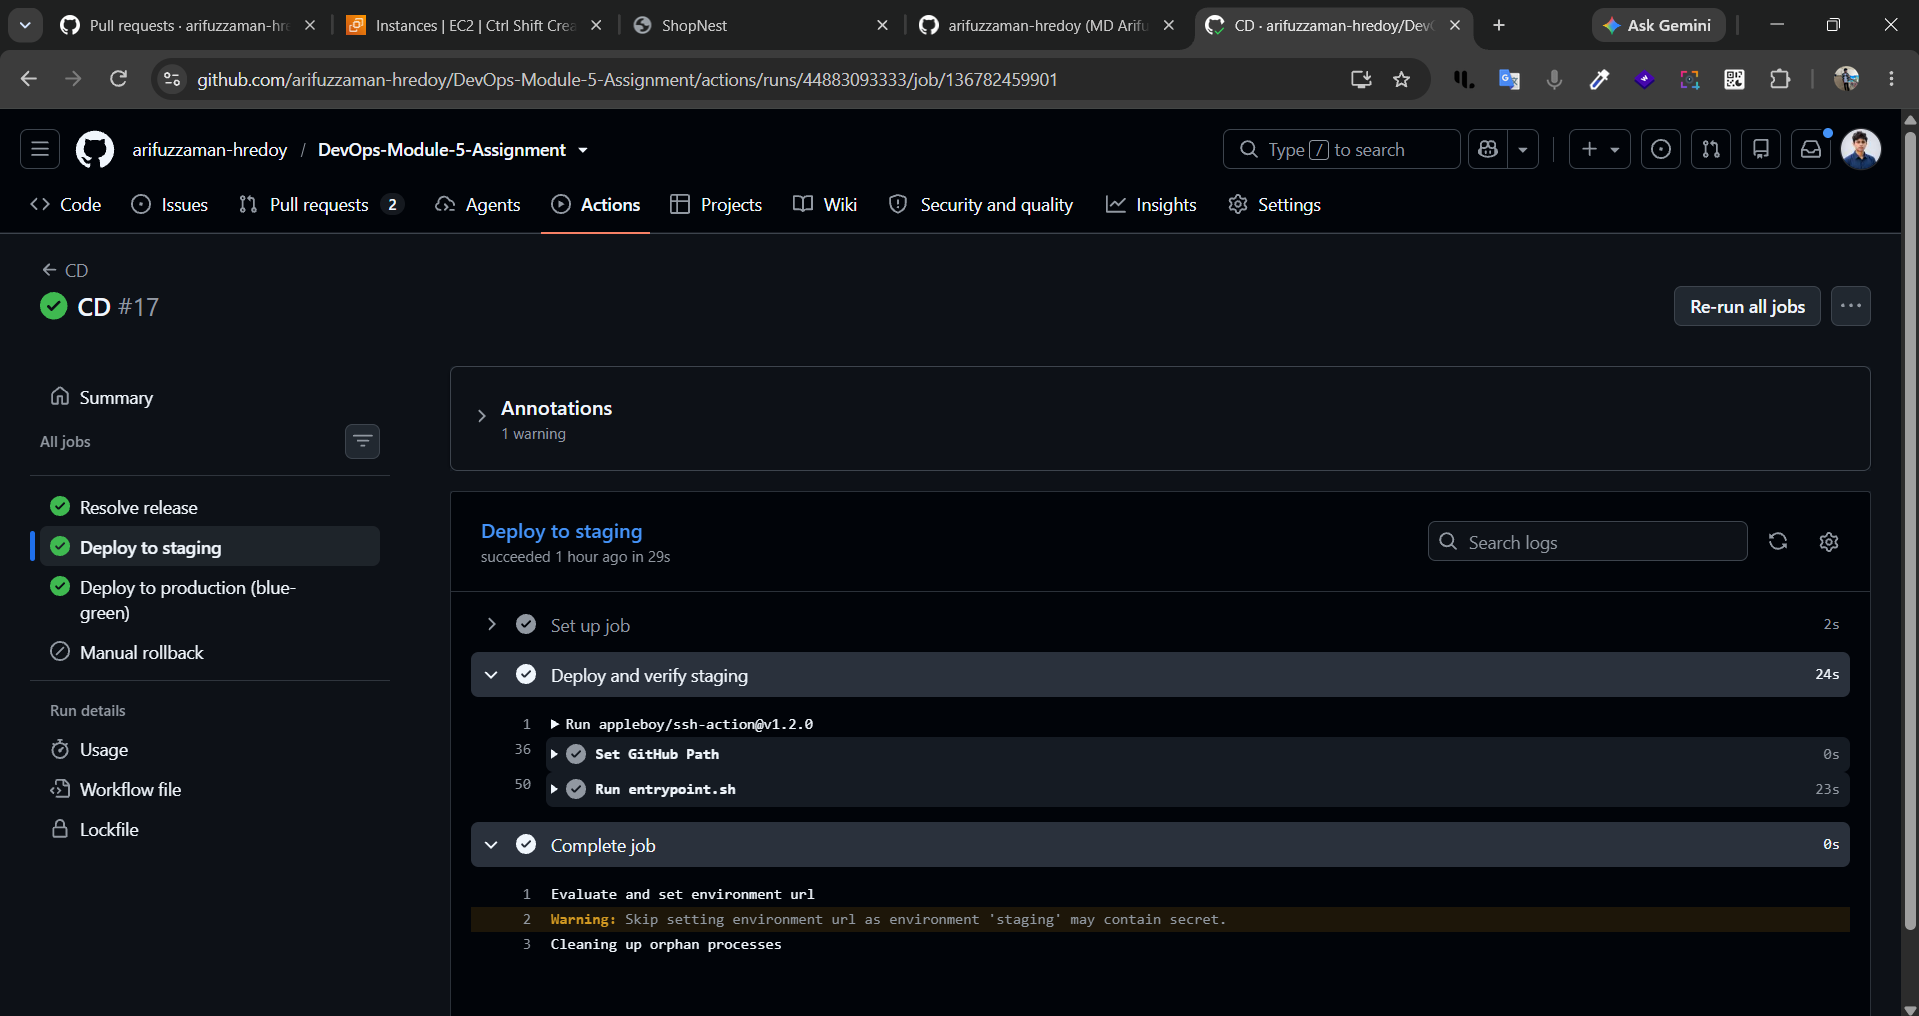 Pull requests · arifuzzaman-hre
Instances | EC2 | Ctrl Shift Crea
ShopNest
arifuzzaman-hredoy (MD Arifu
CD · arifuzzaman-hredoy/Dev
Ask Gemini
github.com/arifuzzaman-hredoy/DevOps-Module-5-Assignment/actions/runs/44883093333/job/136782459901
arifuzzaman-hredoy / DevOps-Module-5-Assignment
Type / to search
Code
Issues
Pull requests 2
Agents
Actions
Projects
Wiki
Security and quality
Insights
Settings
CD
CD #17
Re-run all jobs
Summary
All jobs
Resolve release
Deploy to staging
Deploy to production (blue-
green)
Manual rollback
Run details
Usage
Workflow file
Lockfile
Annotations
1 warning
Deploy to staging
succeeded 1 hour ago in 29s
Search logs
Set up job 2s
Deploy and verify staging 24s
1 Run appleboy/ssh-action@v1.2.0
36 Set GitHub Path 0s
50 Run entrypoint.sh 23s
Complete job 0s
1 Evaluate and set environment url
2 Warning: Skip setting environment url as environment 'staging' may contain secret.
3 Cleaning up orphan processes